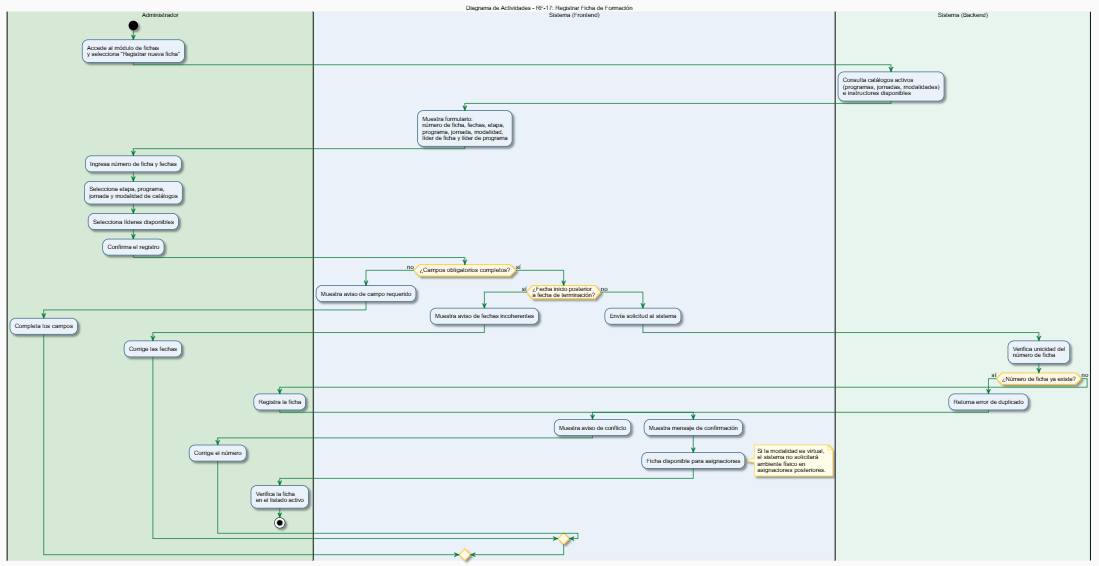 Diagrama de Actividades - RF-17: Registrar Ficha de Formación
Administrador
Sistema (Frontend)
Sistema (Backend)
Accede al módulo de fichas
y selecciona "Registrar nueva ficha"
Consulta catálogos activos
(programas, jornadas, modalidades)
e instructores disponibles
Muestra formulario:
número de ficha, fechas, etapa,
programa, jornada, modalidad,
líder de ficha y líder de programa
Ingresa número de ficha y fechas
Selecciona etapa, programa,
jornada y modalidad de catálogos
Selecciona líderes disponibles
Confirma el registro
no
¿Campos obligatorios completos?
sí
Muestra aviso de campo requerido
sí
¿Fecha inicio posterior
a fecha de terminación?
no
Muestra aviso de fechas incoherentes
Envía solicitud al sistema
Completa los campos
Corrige las fechas
Verifica unicidad del
número de ficha
sí
¿Número de ficha ya existe?
no
Registra la ficha
Retorna error de duplicado
Muestra aviso de conflicto
Muestra mensaje de confirmación
Corrige el número
Ficha disponible para asignaciones
Si la modalidad es virtual,
el sistema no solicitará
ambiente físico en
asignaciones posteriores.
Verifica la ficha
en el listado activo